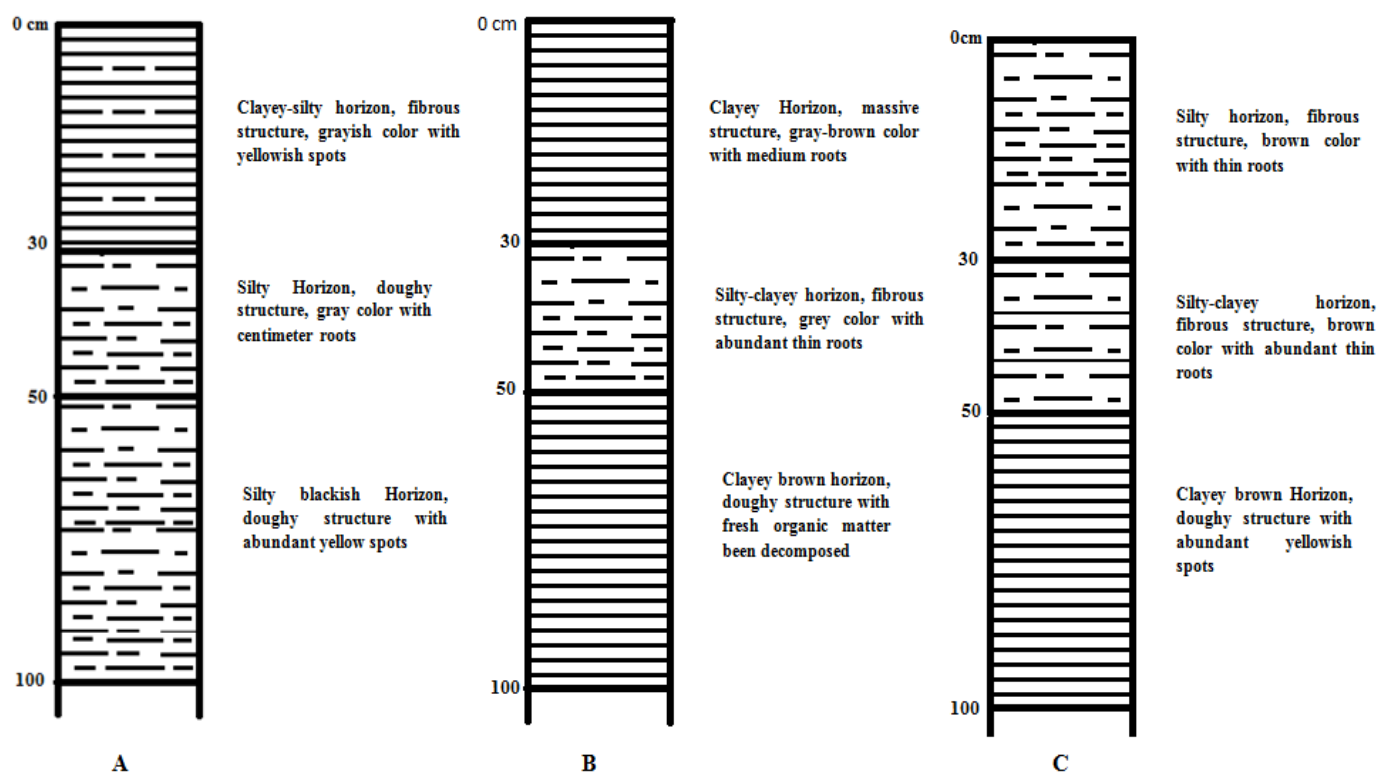 0 cm
Clayey-silty horizon, fibrous
structure, grayish color with
yellowish spots
30
Silty Horizon, doughy
structure, gray color with
centimeter roots
50
Silty blackish Horizon,
doughy structure with
abundant yellow spots
100
A
0 cm
Clayey Horizon, massive
structure, gray-brown color
with medium roots
30
Silty-clayey horizon, fibrous
structure, grey color with
abundant thin roots
50
Clayey brown horizon,
doughy structure with
fresh organic matter
been decomposed
100
B
0cm
Silty horizon, fibrous
structure, brown color
with thin roots
30
Silty-clayey horizon,
fibrous structure, brown
color with abundant thin
roots
50
Clayey brown Horizon,
doughy structure with
abundant yellowish
spots
100
C